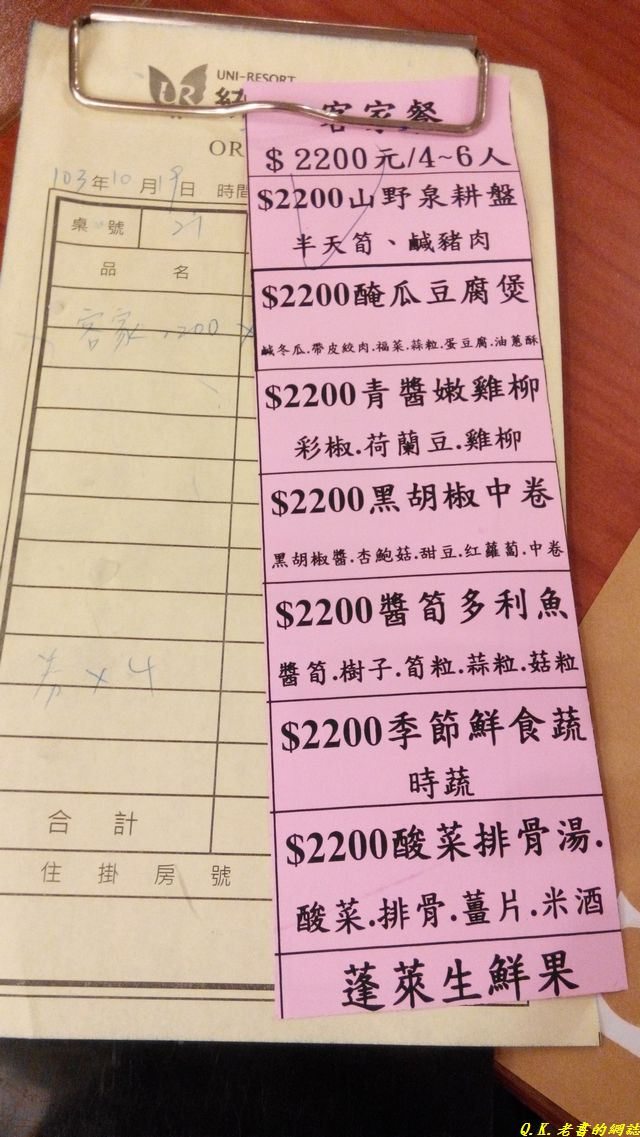 UNI-RESORT
統
OR
103年10月19日 時間
桌號 21
品名
客家2200 x
券 x 4
合計
住掛房號
客家餐
$ 2200元/4~6人
$2200山野泉耕盤
半天筍、鹹豬肉
$2200醃瓜豆腐煲
鹹冬瓜.帶皮絞肉.福菜.蒜粒.蛋豆腐.油蔥酥
$2200青醬嫩雞柳
彩椒.荷蘭豆.雞柳
$2200黑胡椒中卷
黑胡椒醬.杏鮑菇.甜豆.红蘿蔔.中卷
$2200醬筍多利魚
醬筍.樹子.筍粒.蒜粒.菇粒
$2200季節鮮食蔬
時蔬
$2200酸菜排骨湯.
酸菜.排骨.薑片.米酒
蓬萊生鮮果
Q.K.老書的網誌